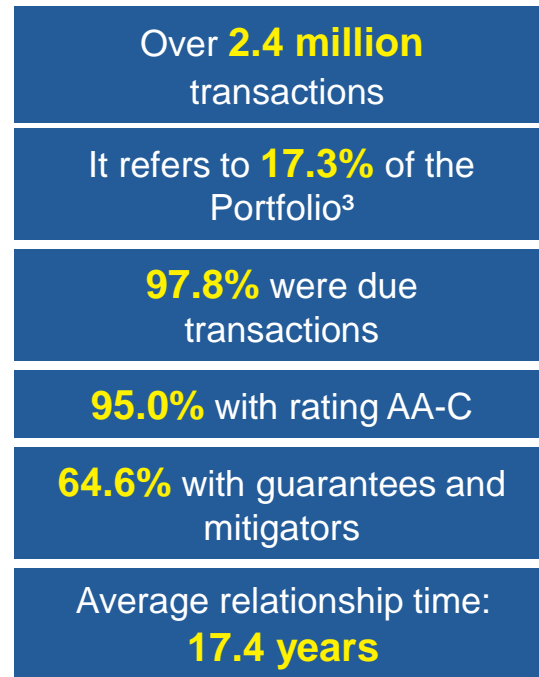 Over 2.4 million
transactions
It refers to 17.3% of the
Portfolio³
97.8% were due
transactions
95.0% with rating AA-C
64.6% with guarantees and
mitigators
Average relationship time:
17.4 years